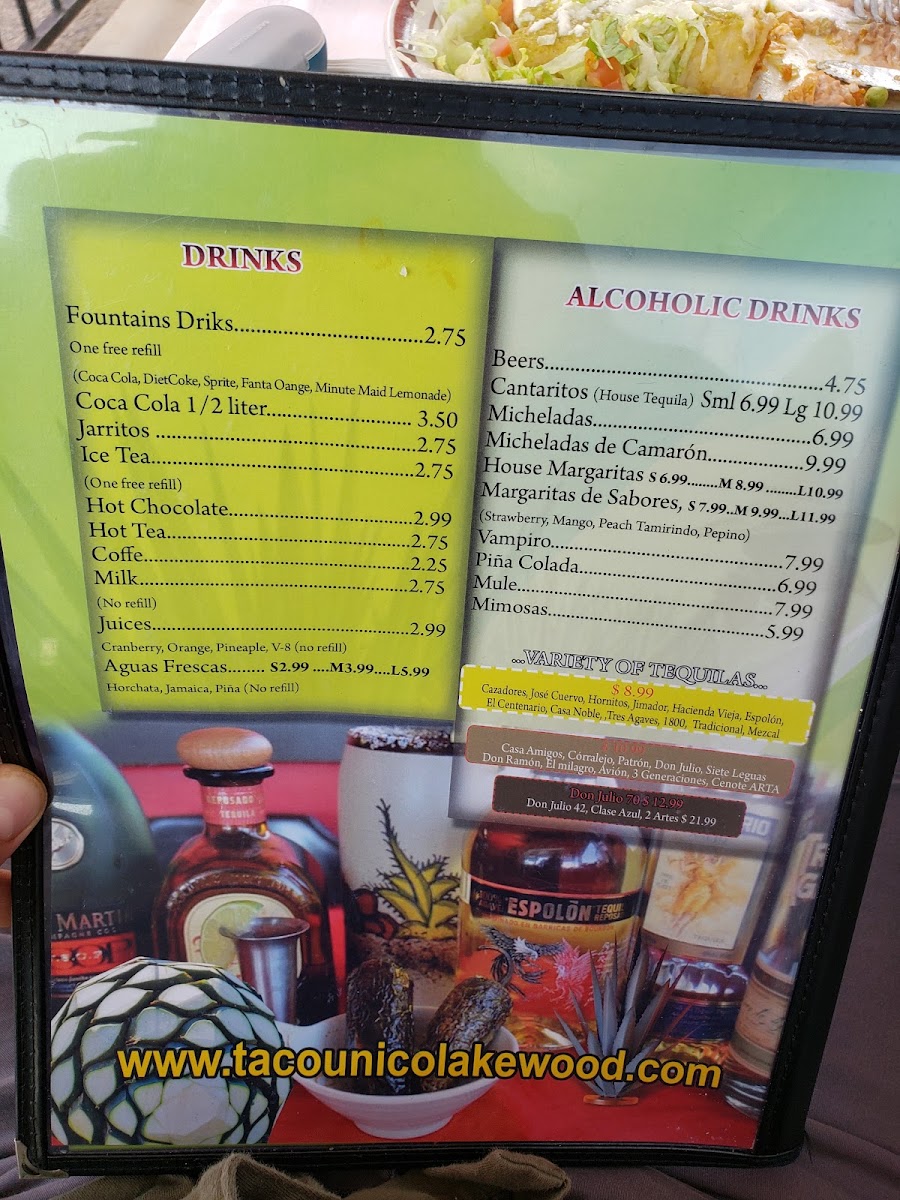 DRINKS
Fountains Driks......................2.75
One free refill
(Coca Cola, DietCoke, Sprite, Fanta Oange, Minute Maid Lemonade)
Coca Cola 1/2 liter...................... 3.50
Jarritos ......................................2.75
Ice Tea......................................2.75
(One free refill)
Hot Chocolate..........................2.99
Hot Tea....................................2.75
Coffe........................................2.25
Milk.........................................2.75
(No refill)
Juices.......................................2.99
Cranberry, Orange, Pineaple, V-8 (no refill)
Aguas Frescas....... S2.99 ....M3.99....L5.99
Horchata, Jamaica, Piña (No refill)
ALCOHOLIC DRINKS
Beers........................................4.75
Cantaritos (House Tequila) Sml 6.99 Lg 10.99
Micheladas................................6.99
Micheladas de Camarón..............9.99
House Margaritas S 6.99........M 8.99 ........L10.99
Margaritas de Sabores, S 7.99..M 9.99...L11.99
(Strawberry, Mango, Peach Tamirindo, Pepino)
Vampiro...................................7.99
Piña Colada..............................6.99
Mule........................................7.99
Mimosas...................................5.99
...VARIETY OF TEQUILAS...
$ 8.99
Cazadores, José Cuervo, Hornitos, Jimador, Hacienda Vieja, Espolón,
El Centenario, Casa Noble, ,Tres Agaves, 1800, Tradicional, Mezcal
Casa Amigos, Córralejo, Patrón, Don Julio, Siete Leguas
Don Ramón, El milagro, Avión, 3 Generaciones, Cenote ARTA
Don Julio 70 $ 12.99
Don Julio 42, Clase Azul, 2 Artes $ 21.99
REPOSADO
TEQUILA
MARTI
ESPOLÒN
TEQUI
REPOSA
RIO
www.tacounicolakewood.com